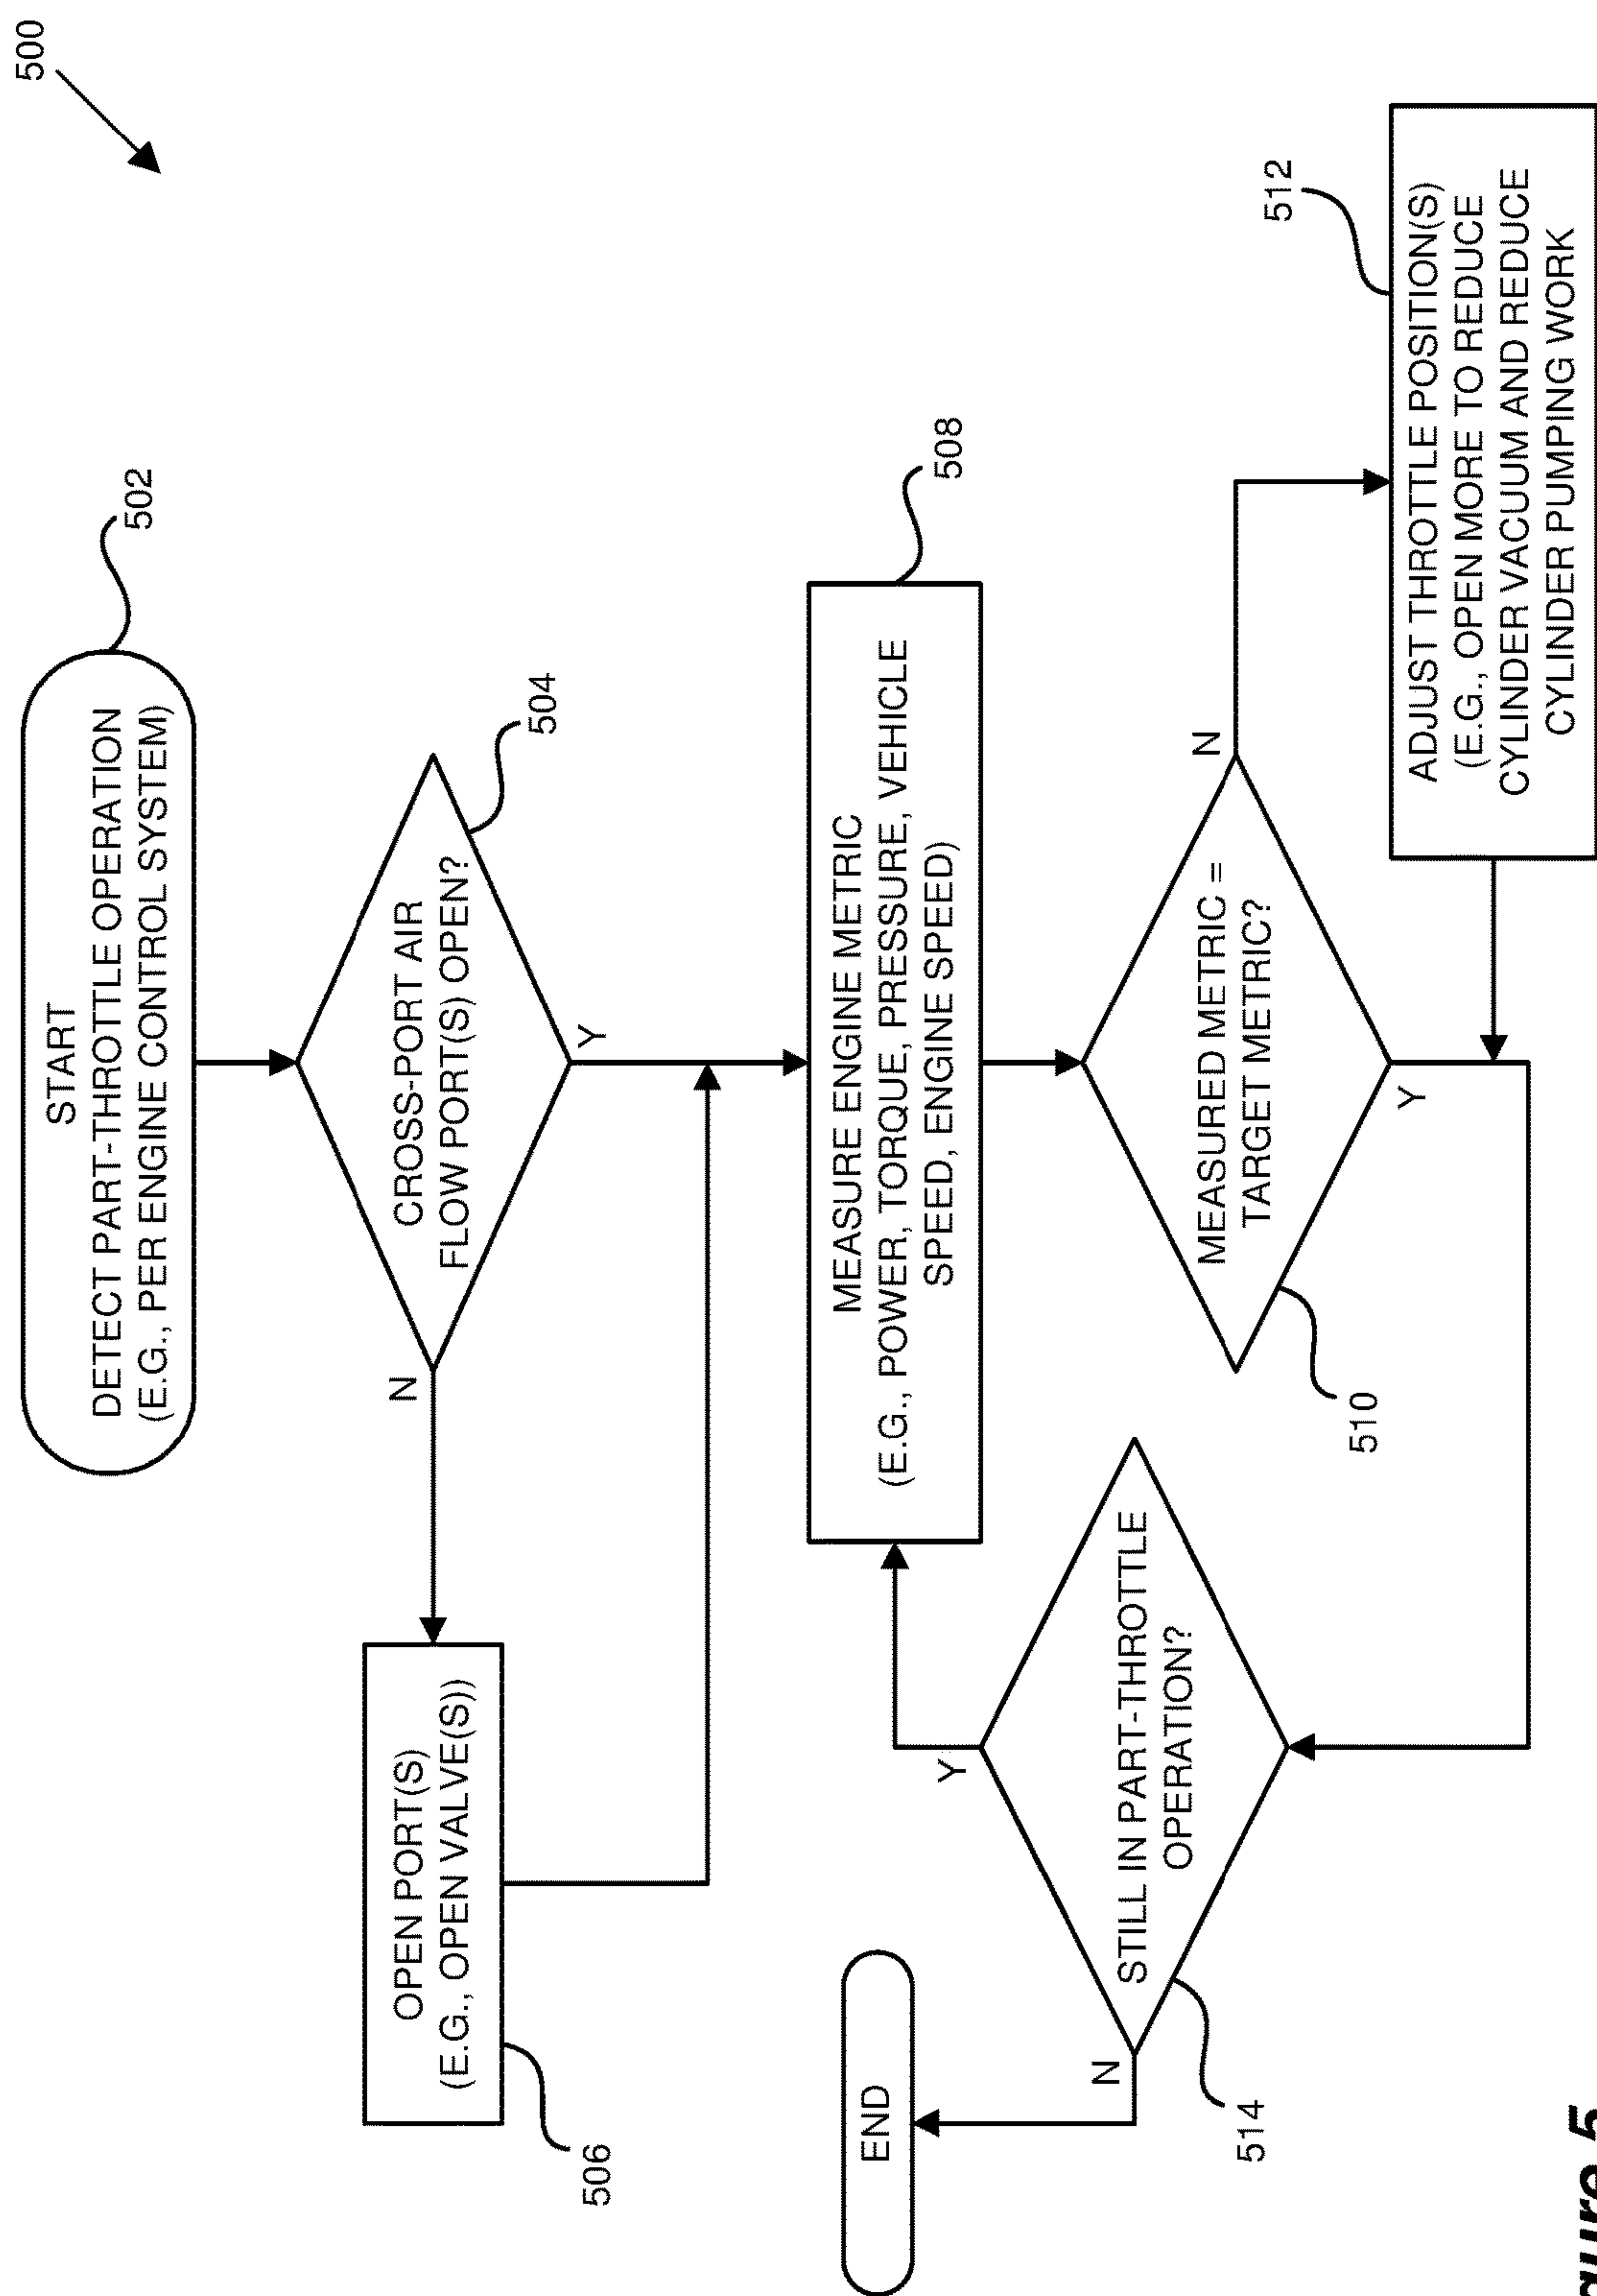 500
START
DETECT PART-THROTTLE OPERATION
(E.G., PER ENGINE CONTROL SYSTEM)
502
CROSS-PORT AIR
FLOW PORT(S) OPEN?
504
N
Y
OPEN PORT(S)
(E.G., OPEN VALVE(S))
506
MEASURE ENGINE METRIC
(E.G., POWER, TORQUE, PRESSURE, VEHICLE
SPEED, ENGINE SPEED)
508
MEASURED METRIC =
TARGET METRIC?
510
N
Y
ADJUST THROTTLE POSITION(S)
(E.G., OPEN MORE TO REDUCE
CYLINDER VACUUM AND REDUCE
CYLINDER PUMPING WORK
512
STILL IN PART-THROTTLE
OPERATION?
514
Y
N
END
5